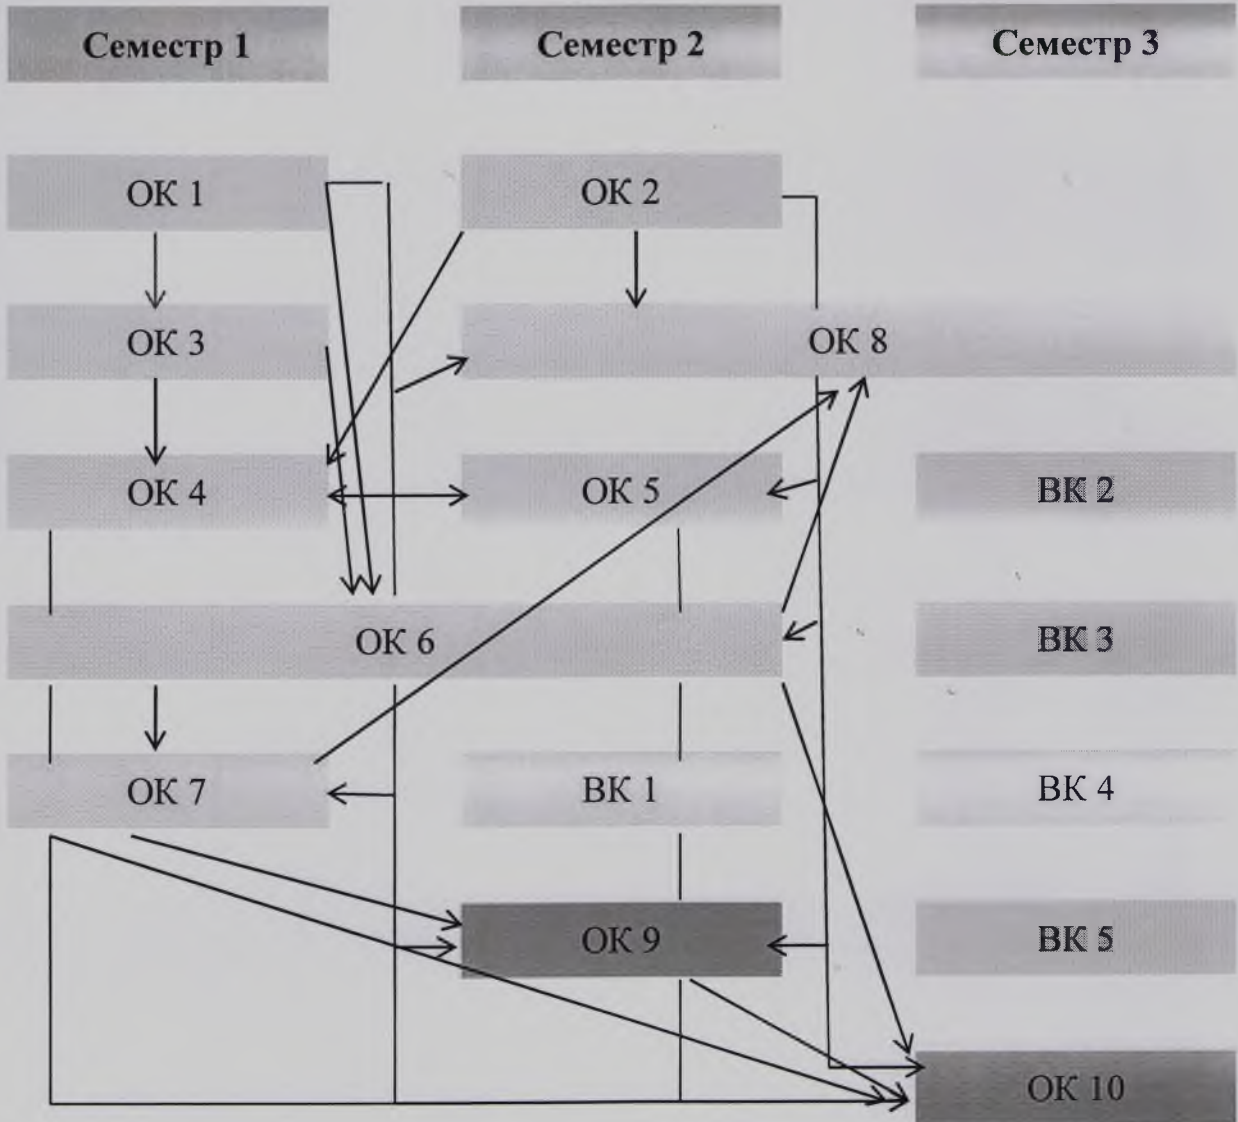 Семестр 1 Семестр 2 Семестр 3
ОК 1 ОК 2
ОК 3 ОК 8
ОК 4 ОК 5 ВК 2
ОК 6 ВК 3
ОК 7 ВК 1 ВК 4
ОК 9 ВК 5
ОК 10